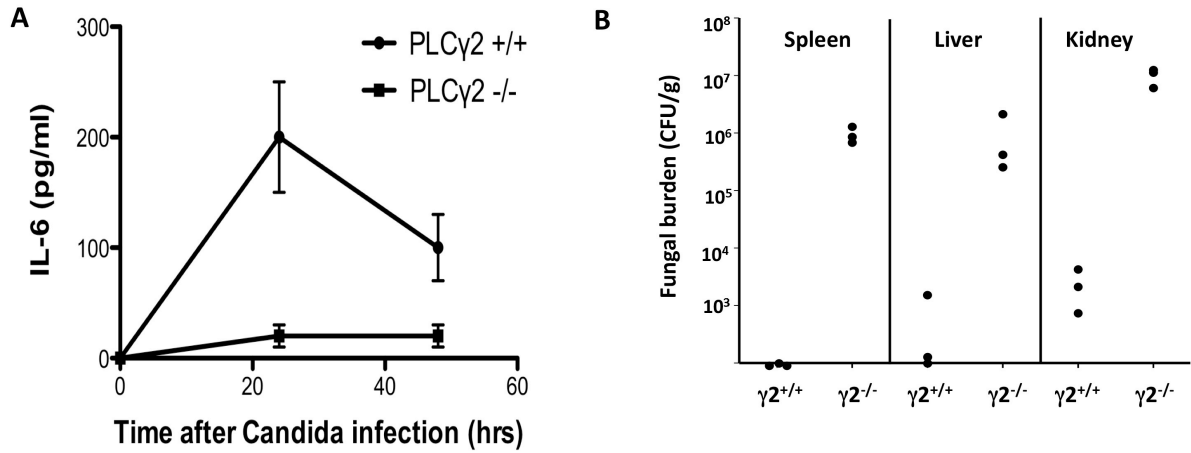 A
300
200
100
0
0
20
40
60
IL-6 (pg/ml)
Time after Candida infection (hrs)
PLCγ2 +/+
PLCγ2 -/-
B
Fungal burden (CFU/g)
10⁸
10⁷
10⁶
10⁵
10⁴
10³
Spleen
Liver
Kidney
γ2⁺/⁺
γ2⁻/⁻
γ2⁺/⁺
γ2⁻/⁻
γ2⁺/⁺
γ2⁻/⁻